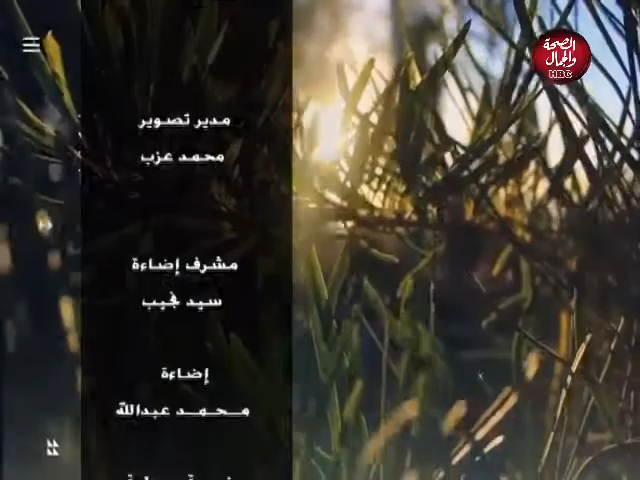 الصحة
والجمال
HBC
مدير تصوير
محمد عزب
مشرف إضاءة
سيد نجيب
إضاءة
محمد عبدالله